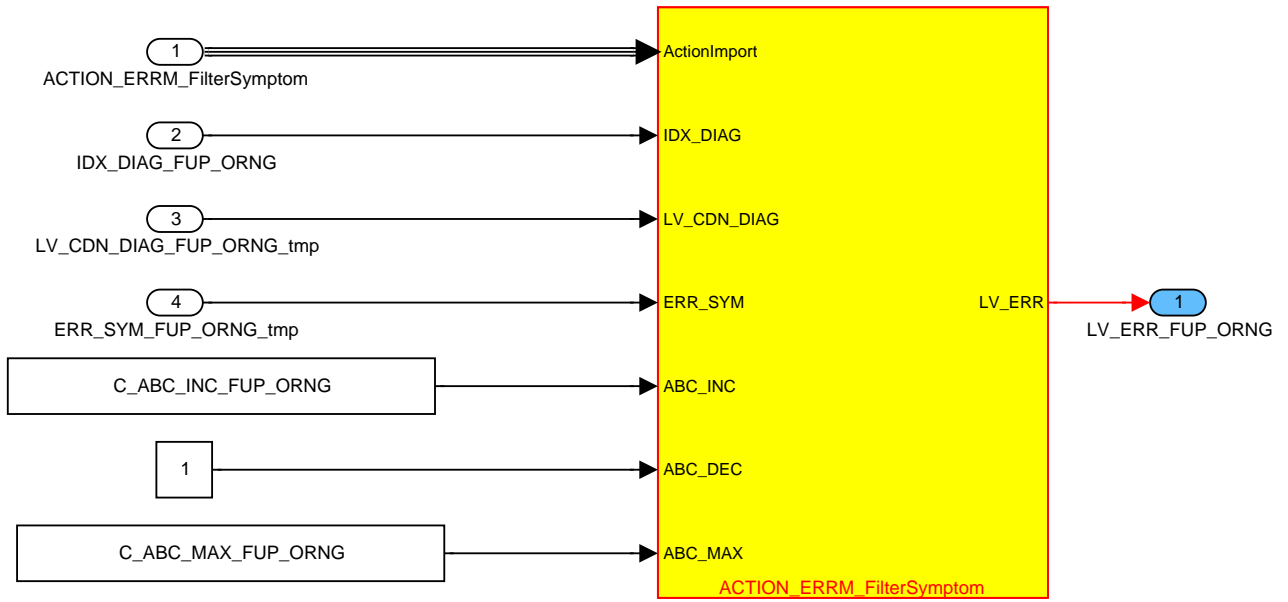 1
ActionImport
ACTION_ERRM_FilterSymptom
2
IDX_DIAG
IDX_DIAG_FUP_ORNG
3
LV_CDN_DIAG
LV_CDN_DIAG_FUP_ORNG_tmp
4
ERR_SYM
LV_ERR
1
ERR_SYM_FUP_ORNG_tmp
LV_ERR_FUP_ORNG
C_ABC_INC_FUP_ORNG
ABC_INC
1
ABC_DEC
C_ABC_MAX_FUP_ORNG
ABC_MAX
ACTION_ERRM_FilterSymptom